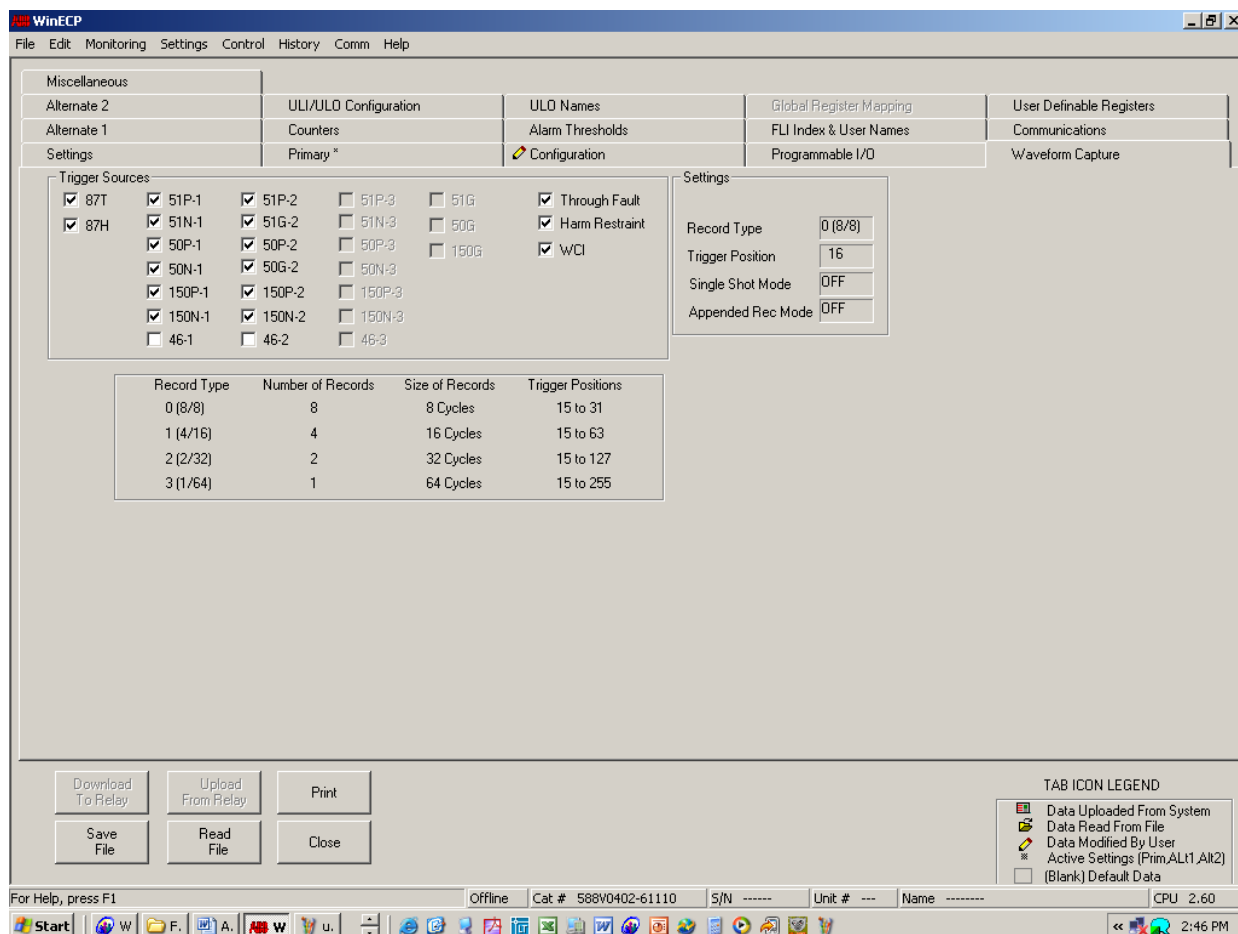 ABB WinECP
File Edit Monitoring Settings Control History Comm Help
Miscellaneous
Alternate 2 ULI/ULO Configuration ULO Names Global Register Mapping User Definable Registers
Alternate 1 Counters Alarm Thresholds FLI Index & User Names Communications
Settings Primary * Configuration Programmable I/O Waveform Capture
Trigger Sources
87T 51P-1 51P-2 51P-3 51G Through Fault
87H 51N-1 51G-2 51N-3 50G Harm Restraint
50P-1 50P-2 50P-3 150G WCI
50N-1 50G-2 50N-3
150P-1 150P-2 150P-3
150N-1 150N-2 150N-3
46-1 46-2 46-3
Settings
Record Type 0 (8/8)
Trigger Position 16
Single Shot Mode OFF
Appended Rec Mode OFF
Record Type Number of Records Size of Records Trigger Positions
0 (8/8) 8 8 Cycles 15 to 31
1 (4/16) 4 16 Cycles 15 to 63
2 (2/32) 2 32 Cycles 15 to 127
3 (1/64) 1 64 Cycles 15 to 255
Download To Relay
Upload From Relay
Print
Save File
Read File
Close
TAB ICON LEGEND
Data Uploaded From System
Data Read From File
Data Modified By User
Active Settings (Prim,ALt1,Alt2)
(Blank) Default Data
For Help, press F1 Offline Cat # 588V0402-61110 S/N ------ Unit # --- Name -------- CPU 2.60
Start W F. A. ABB W u. « 2:46 PM